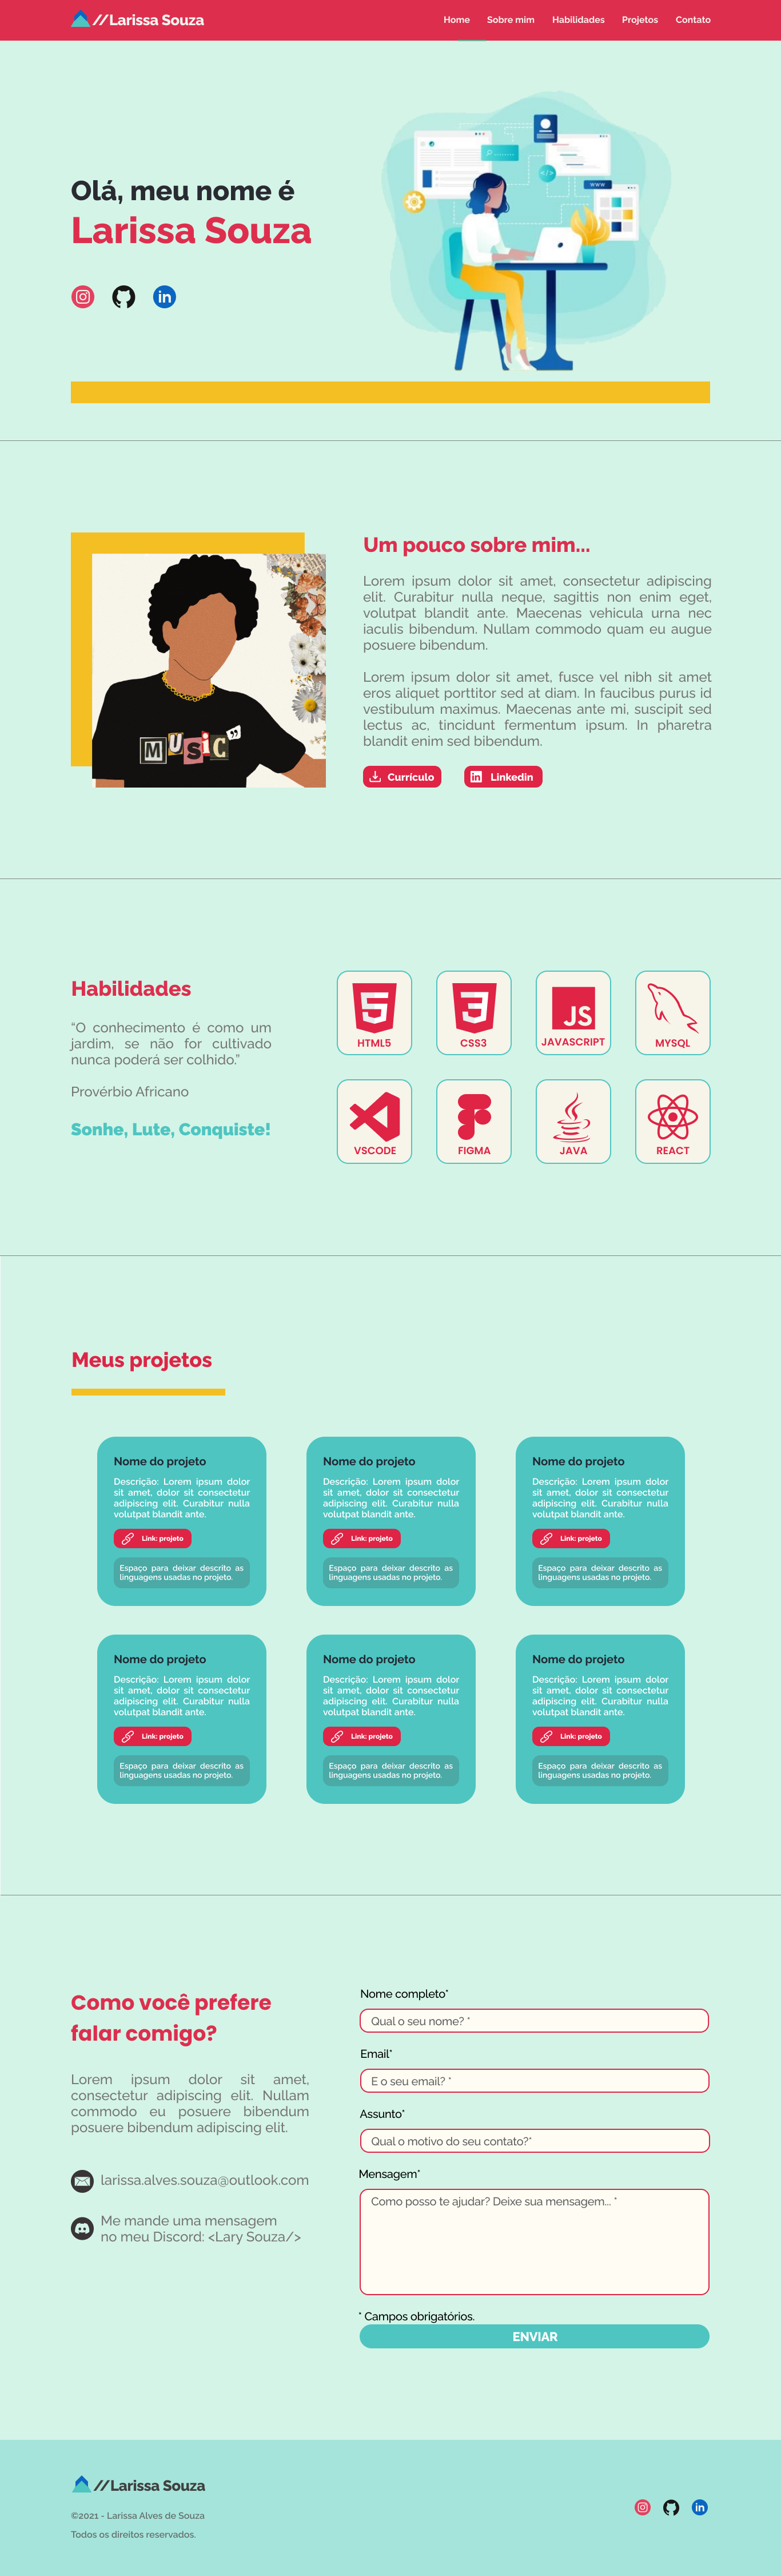 //Larissa Souza
Home Sobre mim Habilidades Projetos Contato
WWW
Olá, meu nome é
Larissa Souza
in
Um pouco sobre mim...
Lorem ipsum dolor sit amet, consectetur adipiscing
elit. Curabitur nulla neque, sagittis non enim eget,
volutpat blandit ante. Maecenas vehicula urna nec
iaculis bibendum. Nullam commodo quam eu augue
posuere bibendum.
Lorem ipsum dolor sit amet, fusce vel nibh sit amet
eros aliquet porttitor sed at diam. In faucibus purus id
vestibulum maximus. Maecenas ante mi, suscipit sed
lectus ac, tincidunt fermentum ipsum. In pharetra
blandit enim sed bibendum.
MUSiC”
Currículo
in Linkedin
Habilidades
“O conhecimento é como um
jardim, se não for cultivado
nunca poderá ser colhido.”
Provérbio Africano
Sonhe, Lute, Conquiste!
5 3 JS
HTML5 CSS3 JAVASCRIPT MYSQL
VSCODE FIGMA JAVA REACT
Meus projetos
Nome do projeto
Descrição: Lorem ipsum dolor
sit amet, dolor sit consectetur
adipiscing elit. Curabitur nulla
volutpat blandit ante.
Link: projeto
Espaço para deixar descrito as
linguagens usadas no projeto.
Nome do projeto
Descrição: Lorem ipsum dolor
sit amet, dolor sit consectetur
adipiscing elit. Curabitur nulla
volutpat blandit ante.
Link: projeto
Espaço para deixar descrito as
linguagens usadas no projeto.
Nome do projeto
Descrição: Lorem ipsum dolor
sit amet, dolor sit consectetur
adipiscing elit. Curabitur nulla
volutpat blandit ante.
Link: projeto
Espaço para deixar descrito as
linguagens usadas no projeto.
Nome do projeto
Descrição: Lorem ipsum dolor
sit amet, dolor sit consectetur
adipiscing elit. Curabitur nulla
volutpat blandit ante.
Link: projeto
Espaço para deixar descrito as
linguagens usadas no projeto.
Nome do projeto
Descrição: Lorem ipsum dolor
sit amet, dolor sit consectetur
adipiscing elit. Curabitur nulla
volutpat blandit ante.
Link: projeto
Espaço para deixar descrito as
linguagens usadas no projeto.
Nome do projeto
Descrição: Lorem ipsum dolor
sit amet, dolor sit consectetur
adipiscing elit. Curabitur nulla
volutpat blandit ante.
Link: projeto
Espaço para deixar descrito as
linguagens usadas no projeto.
Como você prefere
falar comigo?
Lorem ipsum dolor sit amet,
consectetur adipiscing elit. Nullam
commodo eu posuere bibendum
posuere bibendum adipiscing elit.
larissa.alves.souza@outlook.com
Me mande uma mensagem
no meu Discord: <Lary Souza/>
Nome completo*
Qual o seu nome? *
Email*
E o seu email? *
Assunto*
Qual o motivo do seu contato?*
Mensagem*
Como posso te ajudar? Deixe sua mensagem... *
* Campos obrigatórios.
ENVIAR
//Larissa Souza
©2021 - Larissa Alves de Souza
Todos os direitos reservados.
in